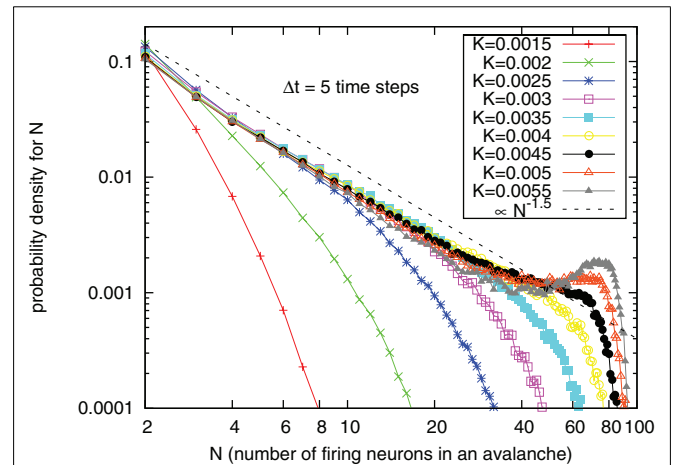 0.1
0.01
0.001
0.0001
probability density for N
Δt = 5 time steps
K=0.0015
K=0.002
K=0.0025
K=0.003
K=0.0035
K=0.004
K=0.0045
K=0.005
K=0.0055
∝ N^-1.5
2 4 6 8 10 20 40 60 80 100
N (number of firing neurons in an avalanche)